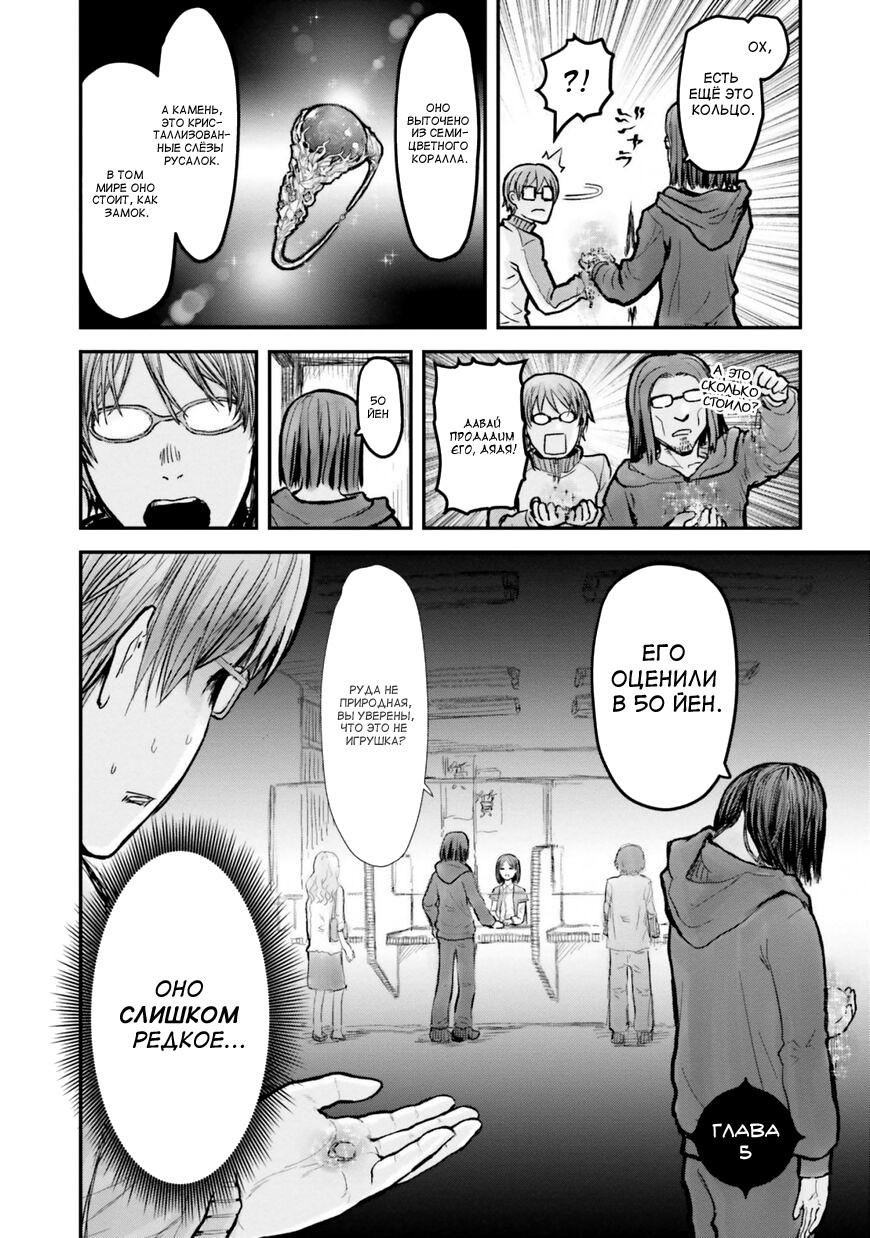 ОХ,
ЕСТЬ
ЕЩЁ ЭТО
КОЛЬЦО.
?!
ОНО
ВЫТОЧЕНО
ИЗ СЕМИ-
ЦВЕТНОГО
КОРАЛЛА.
А КАМЕНЬ,
ЭТО КРИС-
ТАЛЛИЗОВАН-
НЫЕ СЛЁЗЫ
РУСАЛОК.
В ТОМ
МИРЕ ОНО
СТОИТ, КАК
ЗАМОК.
А ЭТО
СКОЛЬКО
СТОИЛО?
ДАВАЙ
ПРОДАДИМ
ЕГО, ДЯДЯ!
50
ЙЕН
ЕГО
ОЦЕНИЛИ
В 50 ЙЕН.
РУДА НЕ
ПРИРОДНАЯ,
ВЫ УВЕРЕНЫ,
ЧТО ЭТО НЕ
ИГРУШКА?
質
ОНО
СЛИШКОМ
РЕДКОЕ...
ГЛАВА
5